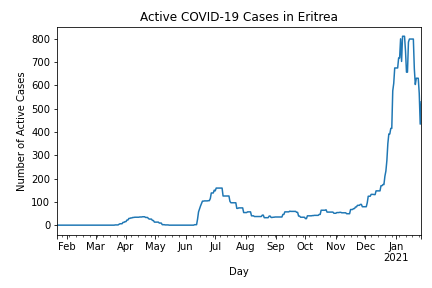 Active COVID-19 Cases in Eritrea
800
700
600
500
400
300
200
100
0
Number of Active Cases
Feb Mar Apr May Jun Jul Aug Sep Oct Nov Dec Jan
2021
Day